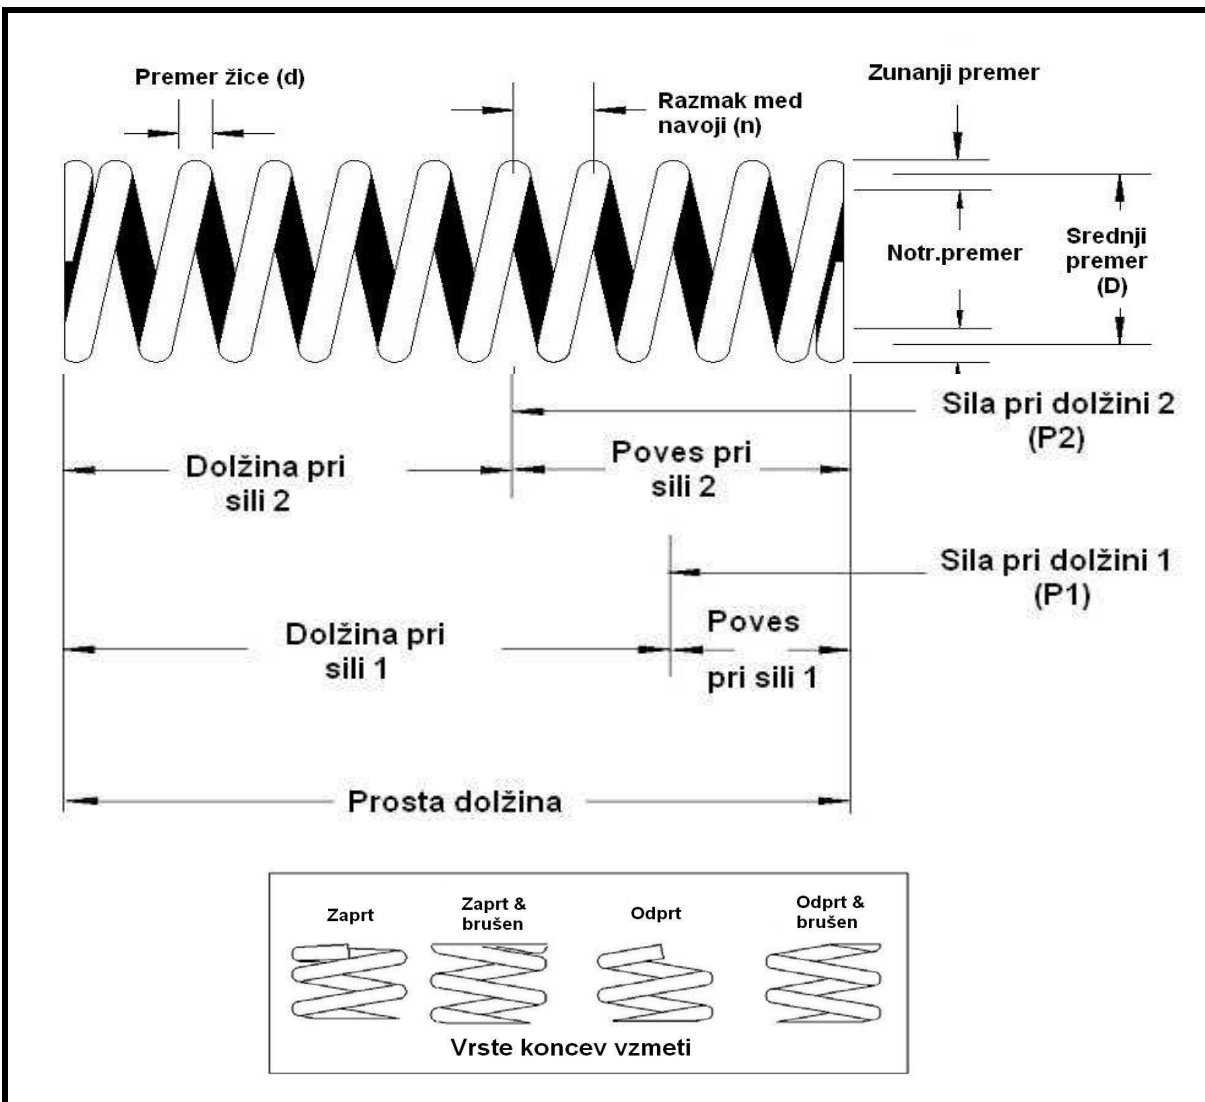 Premer žice (d)
Zunanji premer
Razmak med
navoji (n)
Notr.premer
Srednji
premer
(D)
Sila pri dolžini 2
(P2)
Dolžina pri
sili 2
Poves pri
sili 2
Sila pri dolžini 1
(P1)
Dolžina pri
sili 1
Poves
pri sili 1
Prosta dolžina
Zaprt
Zaprt &
brušen
Odprt
Odprt &
brušen
Vrste koncev vzmeti